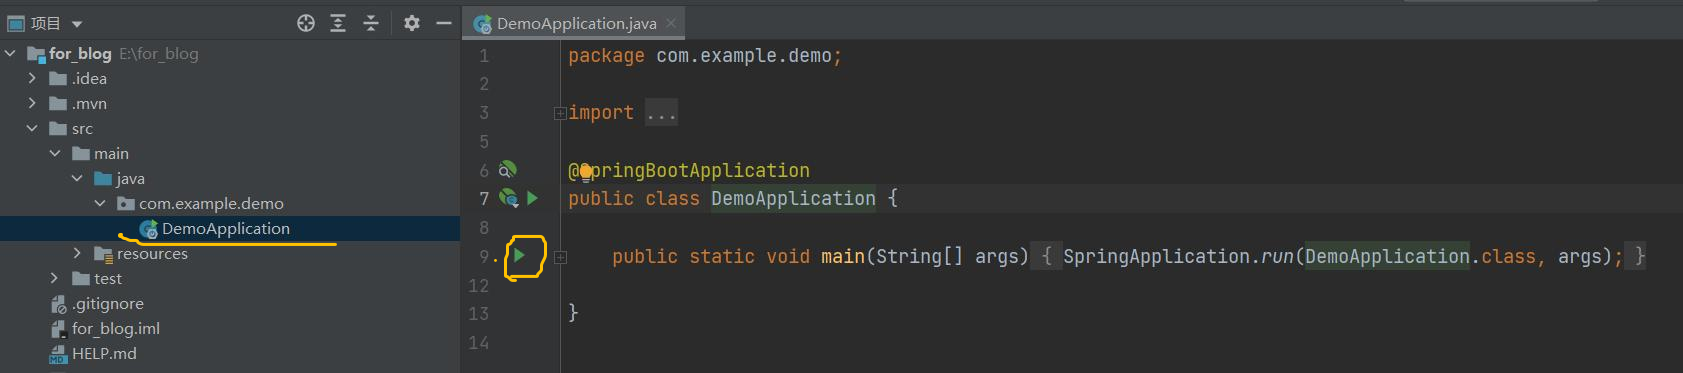 项目
for_blog E:\for_blog
.idea
.mvn
src
main
java
com.example.demo
DemoApplication
resources
test
.gitignore
for_blog.iml
HELP.md
DemoApplication.java
1 package com.example.demo;
2
3 import ...
5
6 @SpringBootApplication
7 public class DemoApplication {
8
9 public static void main(String[] args) { SpringApplication.run(DemoApplication.class, args); }
12
13 }
14